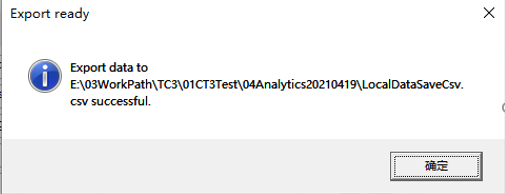 Export ready
Export data to
E:\03WorkPath\TC3\01CT3Test\04Analytics20210419\LocalDataSaveCsv.
csv successful.
确定